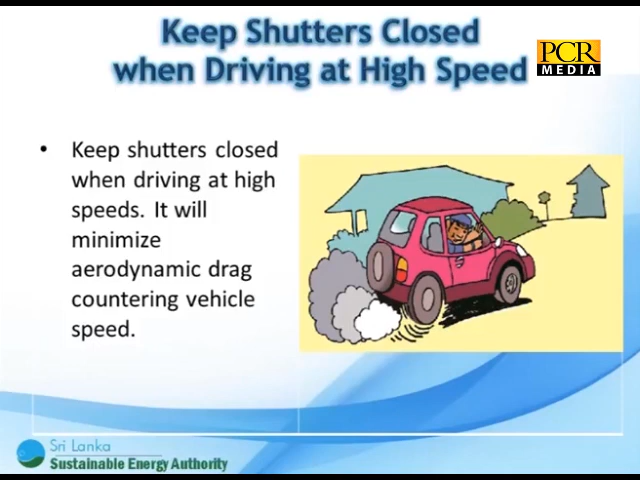 Keep Shutters Closed
when Driving at High Speed
PCR
MEDIA
• Keep shutters closed
when driving at high
speeds. It will
minimize
aerodynamic drag
countering vehicle
speed.
Sri Lanka
Sustainable Energy Authority